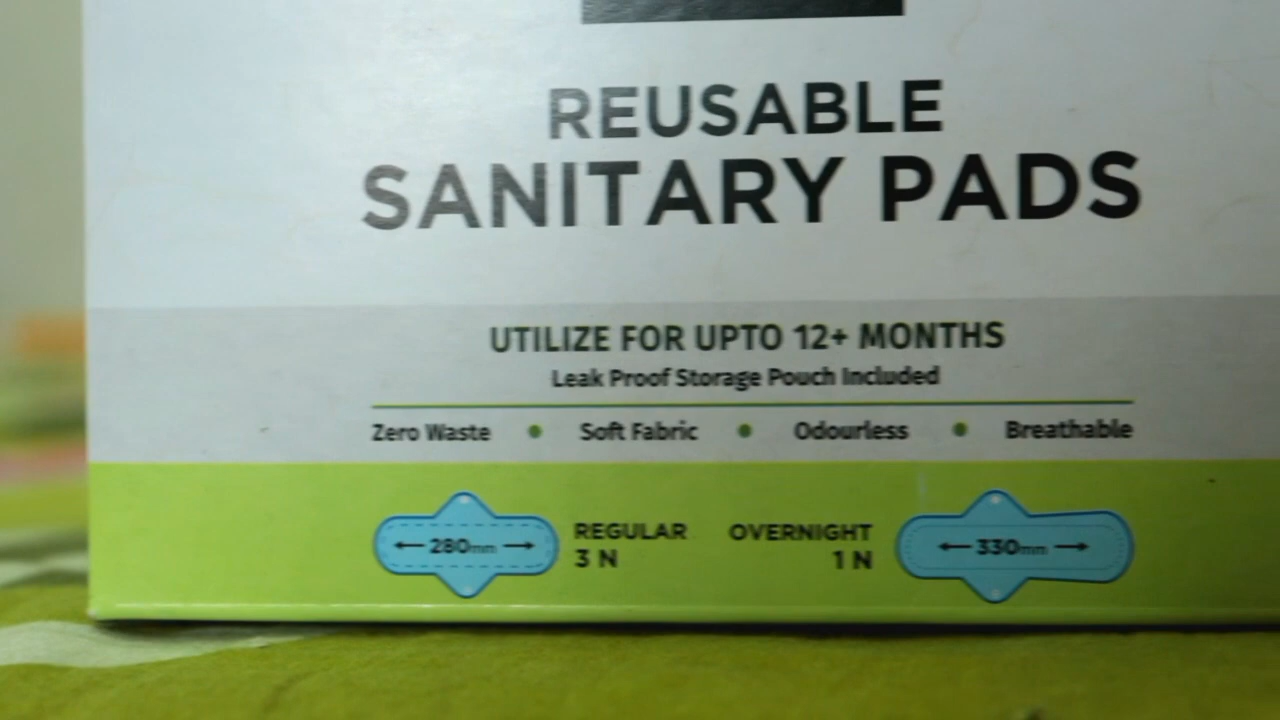 REUSABLE
SANITARY PADS
UTILIZE FOR UPTO 12+ MONTHS
Leak Proof Storage Pouch Included
Zero Waste • Soft Fabric • Odourless • Breathable
280mm REGULAR 3 N
OVERNIGHT 1 N 330mm